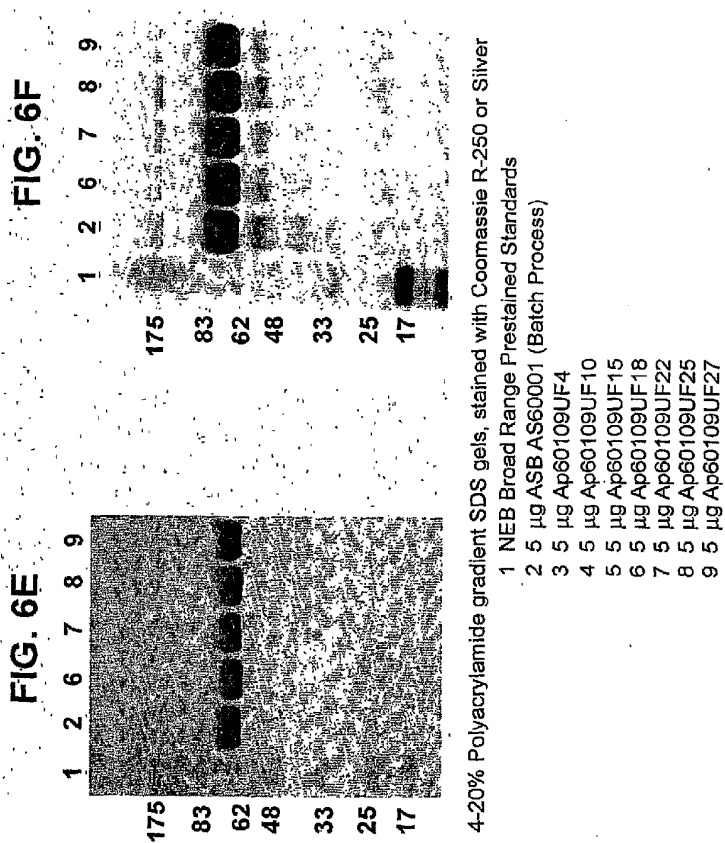 FIG. 6E
1 2 6 7 8 9
175
83
62
48
33
25
17
FIG. 6F
1 2 6 7 8 9
175
83
62
48
33
25
17
4-20% Polyacrylamide gradient SDS gels, stained with Coomassie R-250 or Silver
1 NEB Broad Range Prestained Standards
2 5 µg ASB AS60001 (Batch Process)
3 5 µg Ap60109UF4
4 5 µg Ap60109UF10
5 5 µg Ap60109UF15
6 5 µg Ap60109UF18
7 5 µg Ap60109UF22
8 5 µg Ap60109UF25
9 5 µg Ap60109UF27